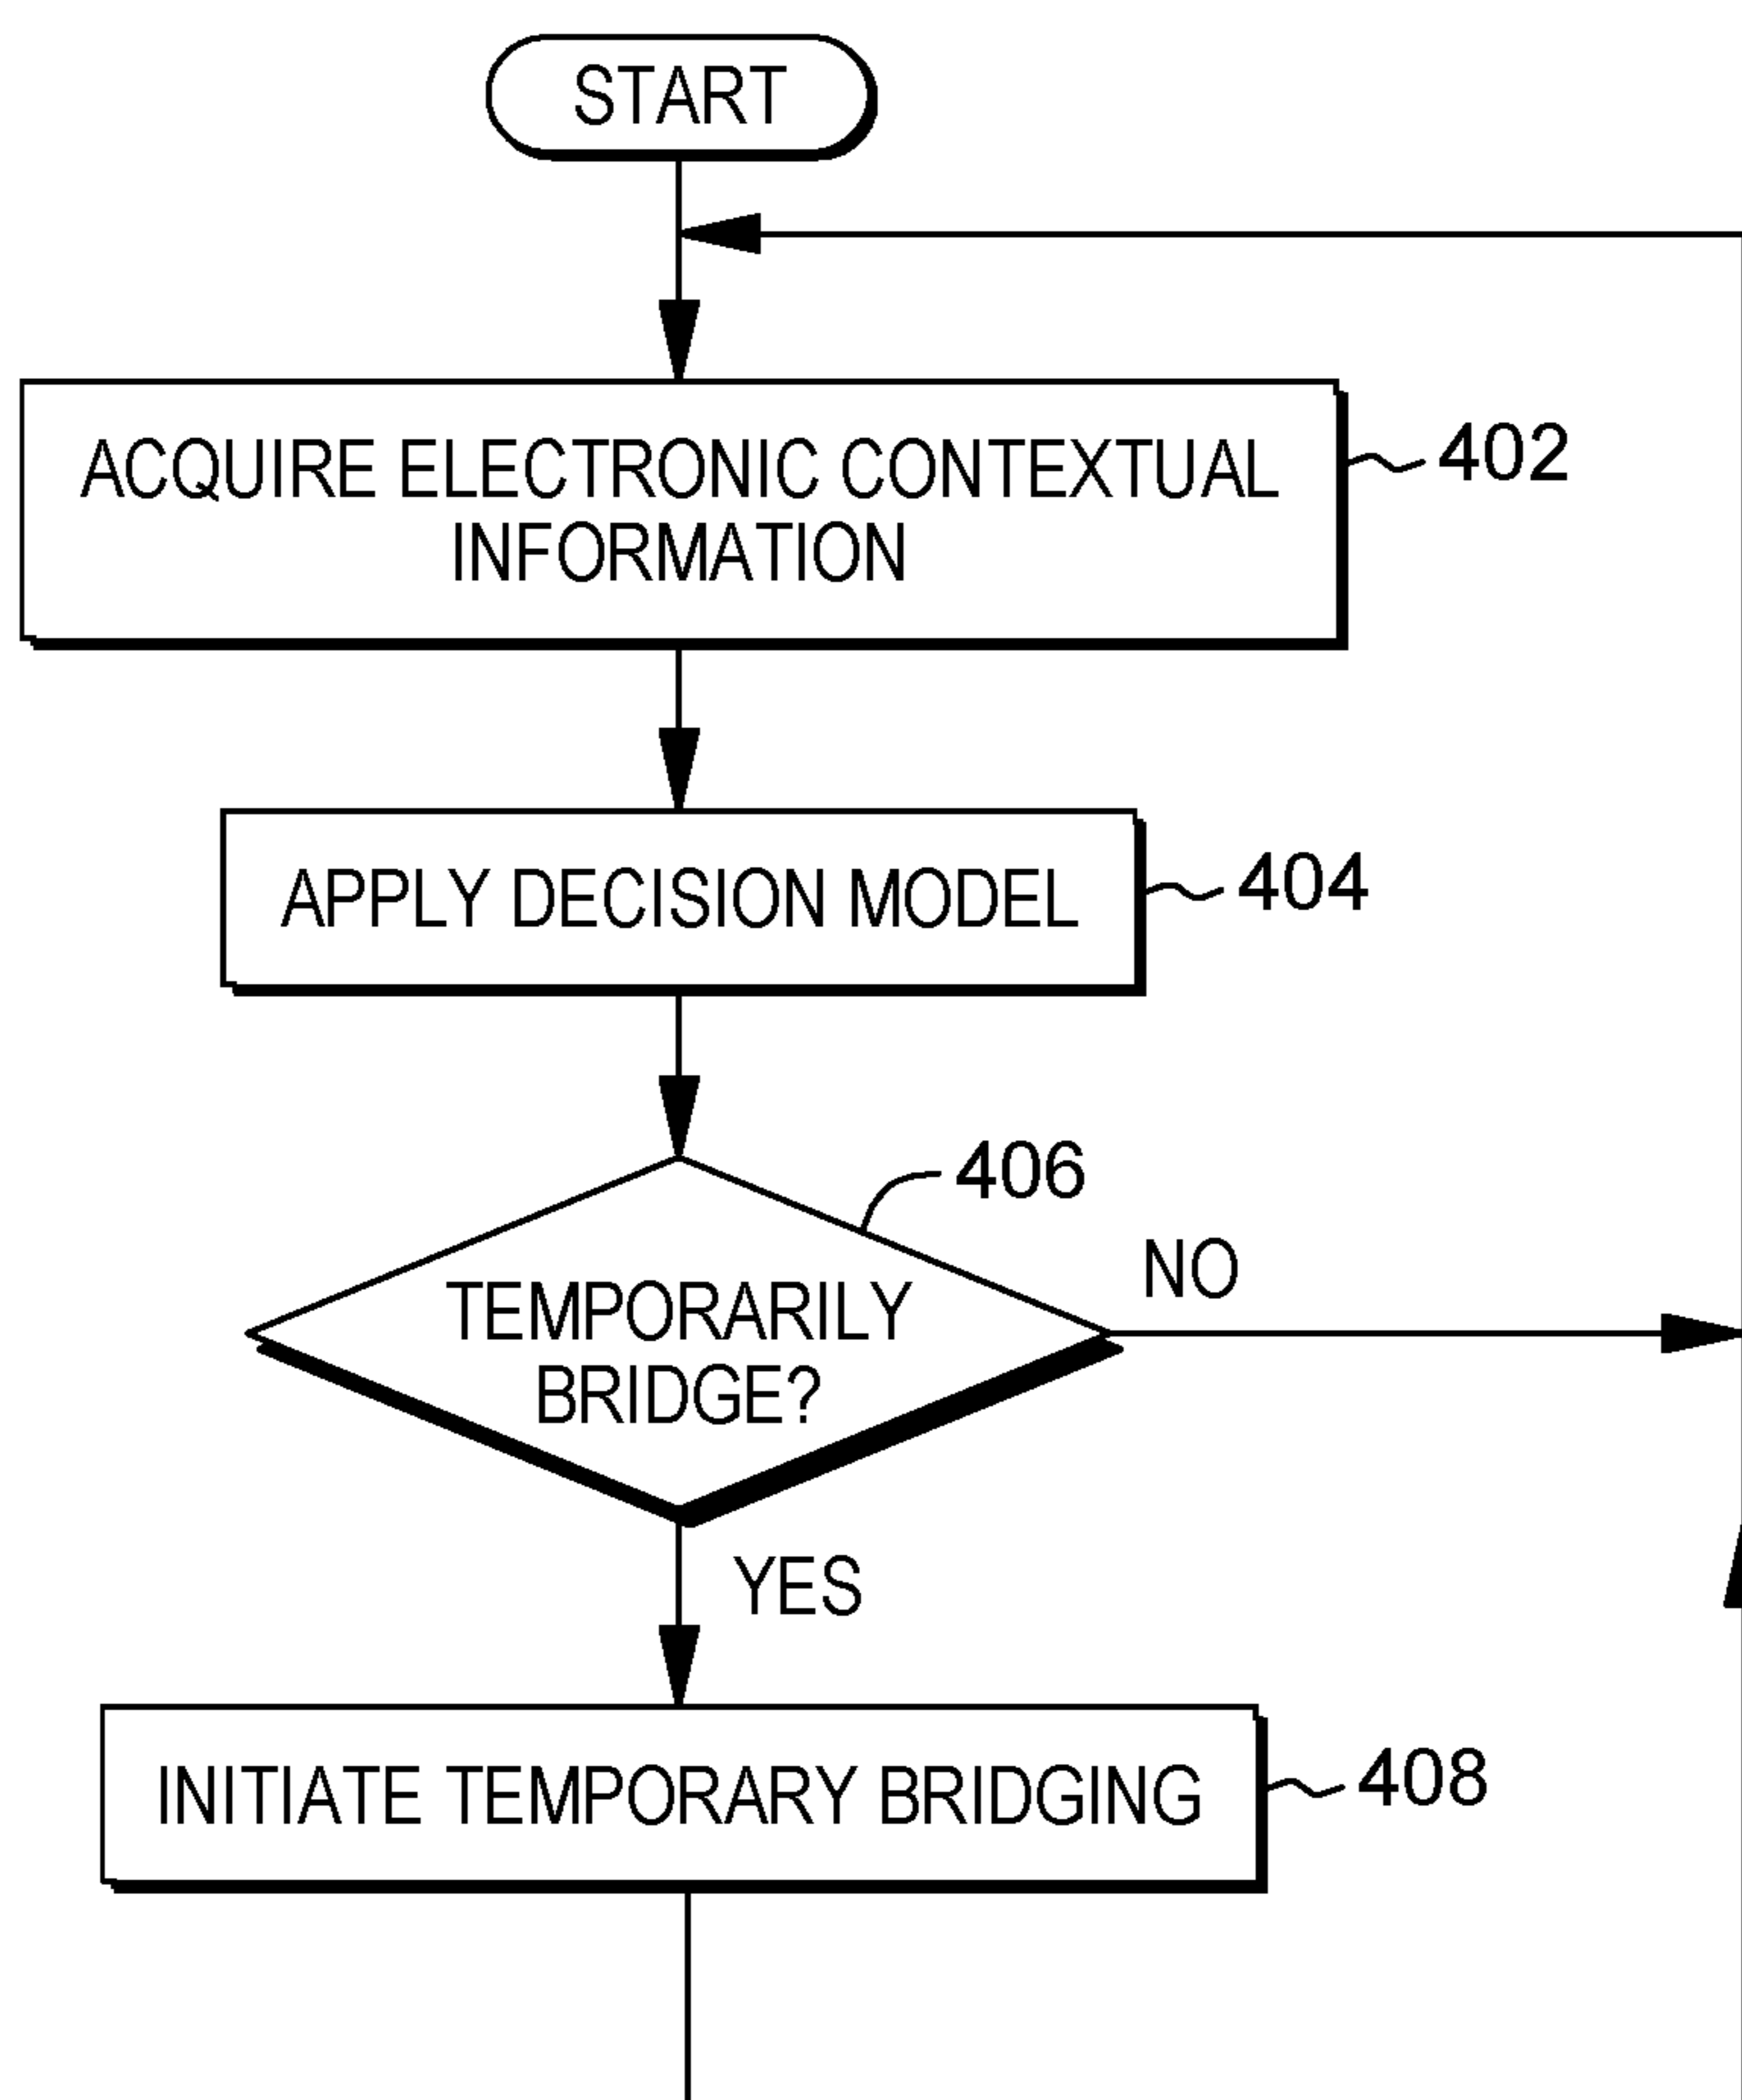 START
ACQUIRE ELECTRONIC CONTEXTUAL
INFORMATION
402
APPLY DECISION MODEL
404
406
TEMPORARILY
BRIDGE?
NO
YES
INITIATE TEMPORARY BRIDGING
408